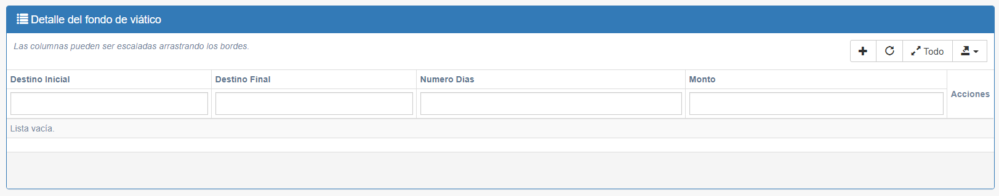 Detalle del fondo de viático
Las columnas pueden ser escaladas arrastrando los bordes.
Todo
Destino Inicial
Destino Final
Numero Dias
Monto
Acciones
Lista vacía.